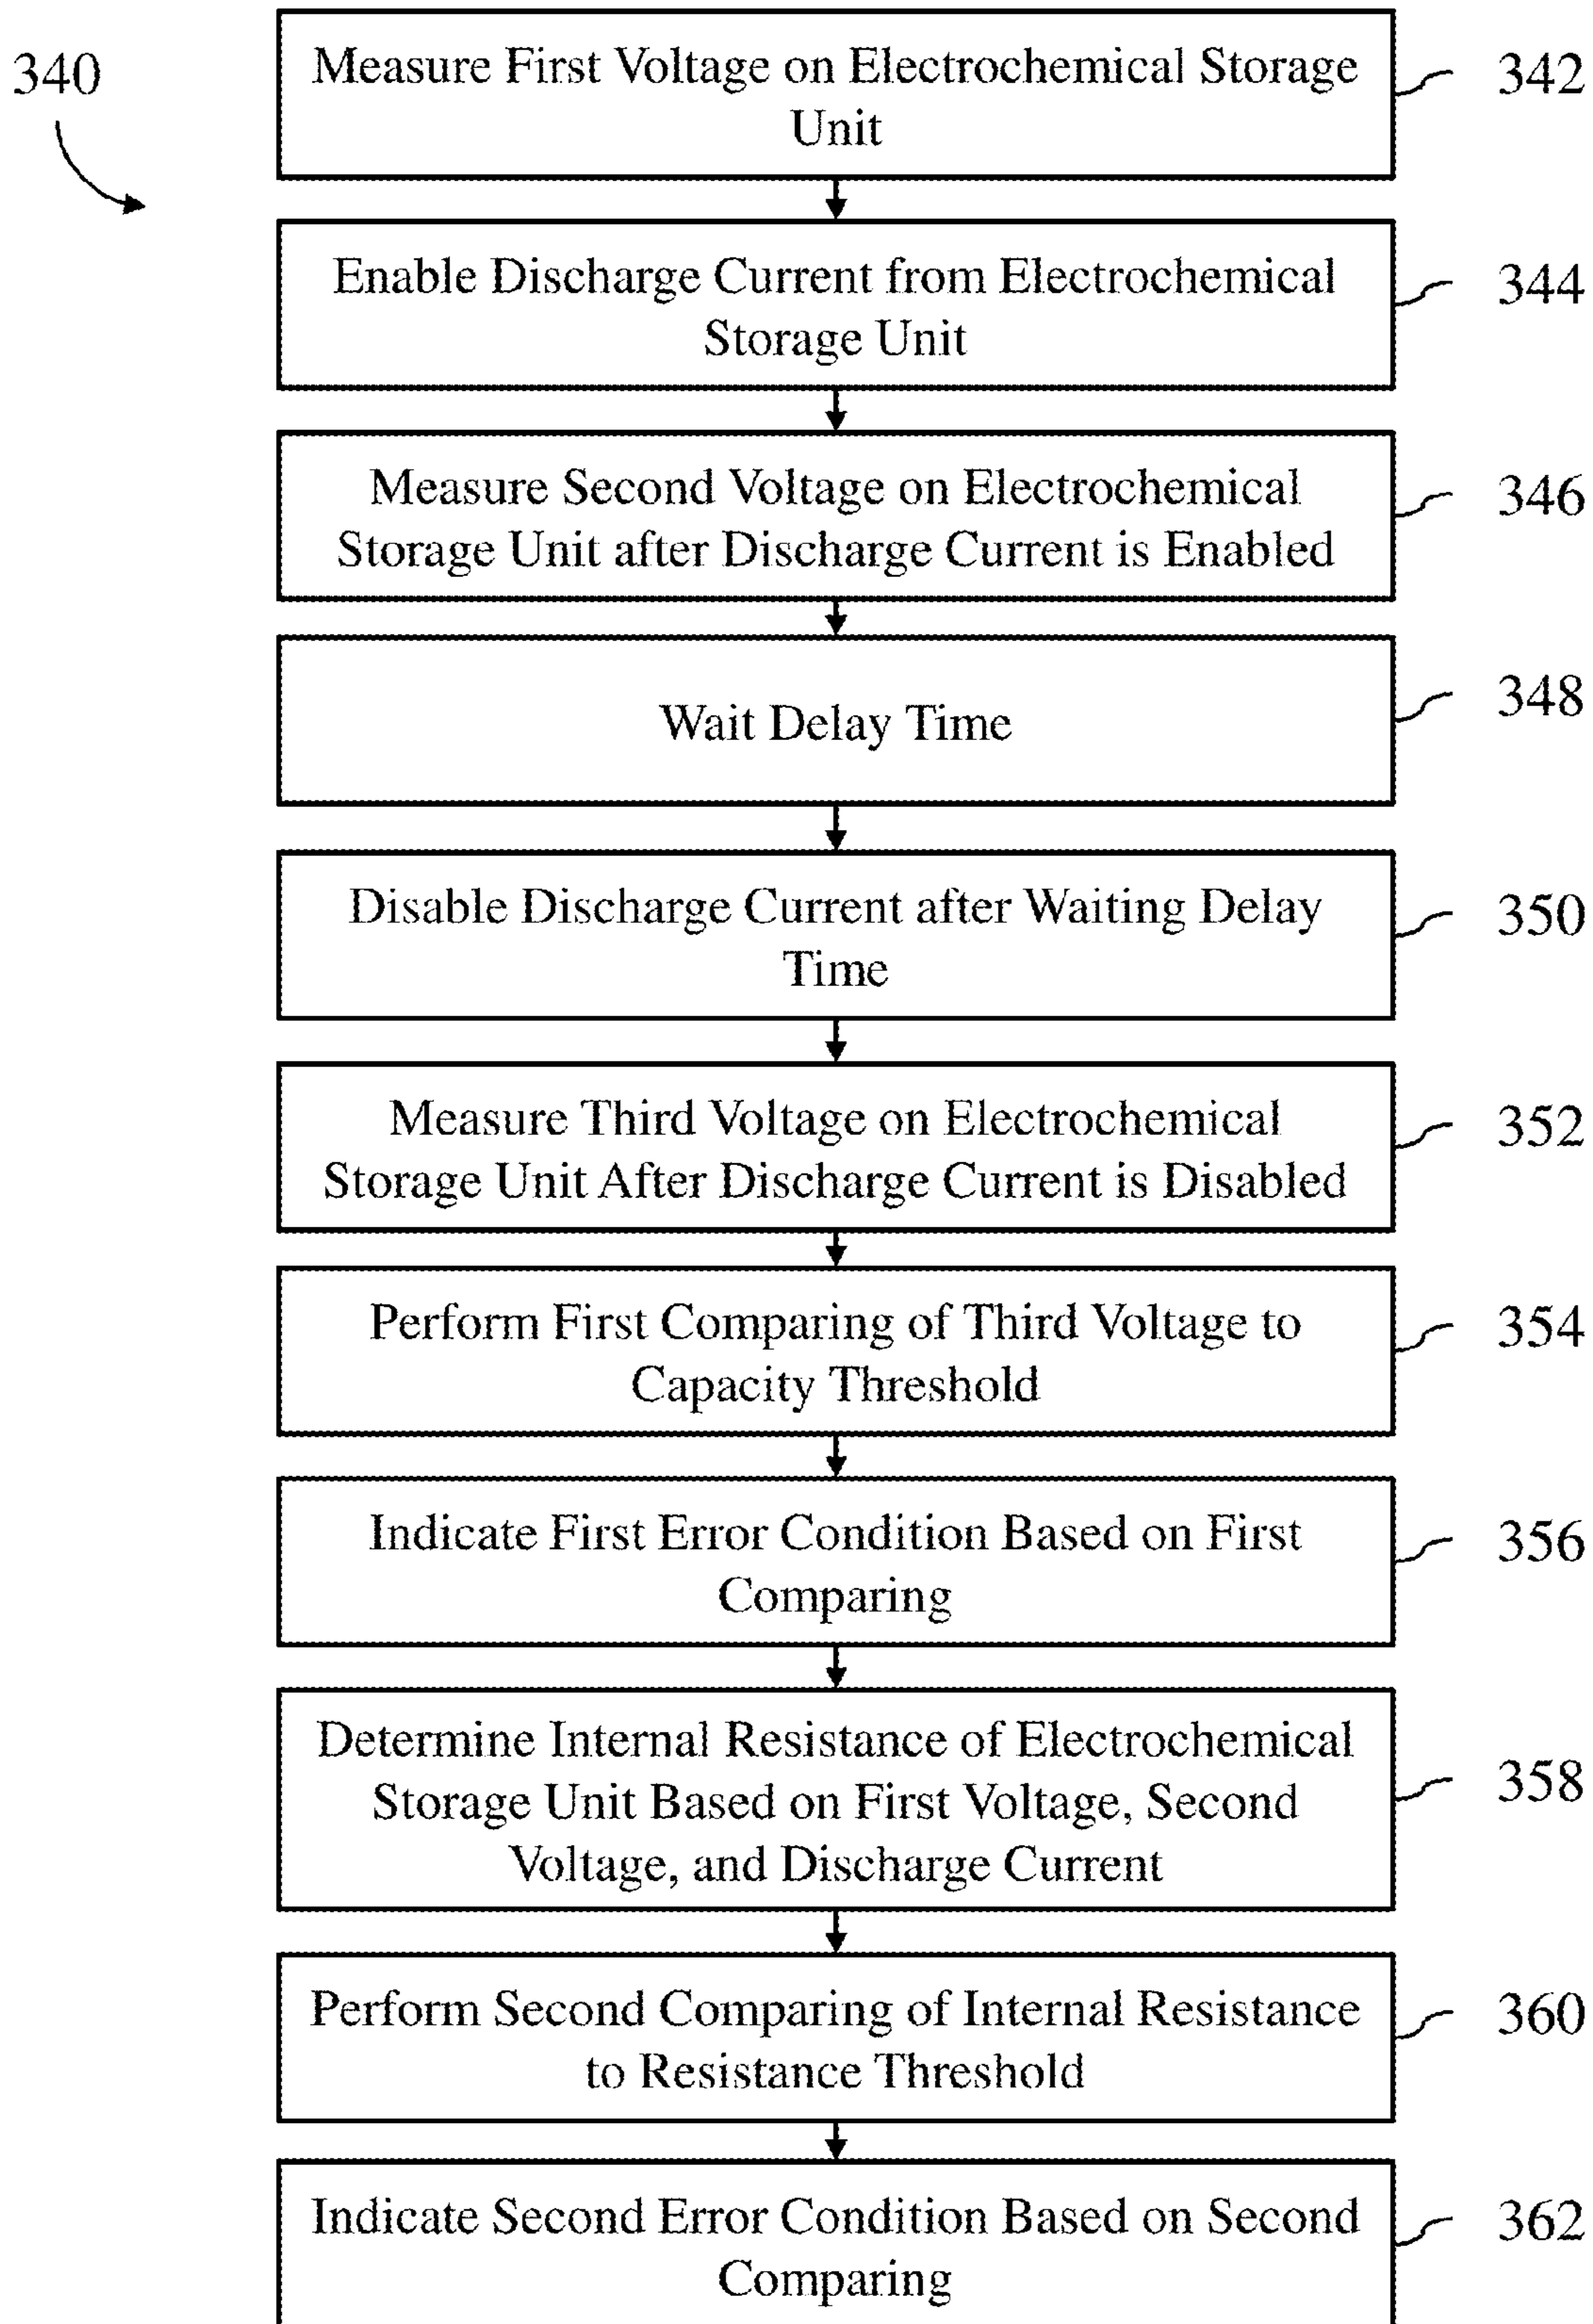 340
Measure First Voltage on Electrochemical Storage
Unit
342
Enable Discharge Current from Electrochemical
Storage Unit
344
Measure Second Voltage on Electrochemical
Storage Unit after Discharge Current is Enabled
346
Wait Delay Time
348
Disable Discharge Current after Waiting Delay
Time
350
Measure Third Voltage on Electrochemical
Storage Unit After Discharge Current is Disabled
352
Perform First Comparing of Third Voltage to
Capacity Threshold
354
Indicate First Error Condition Based on First
Comparing
356
Determine Internal Resistance of Electrochemical
Storage Unit Based on First Voltage, Second
Voltage, and Discharge Current
358
Perform Second Comparing of Internal Resistance
to Resistance Threshold
360
Indicate Second Error Condition Based on Second
Comparing
362